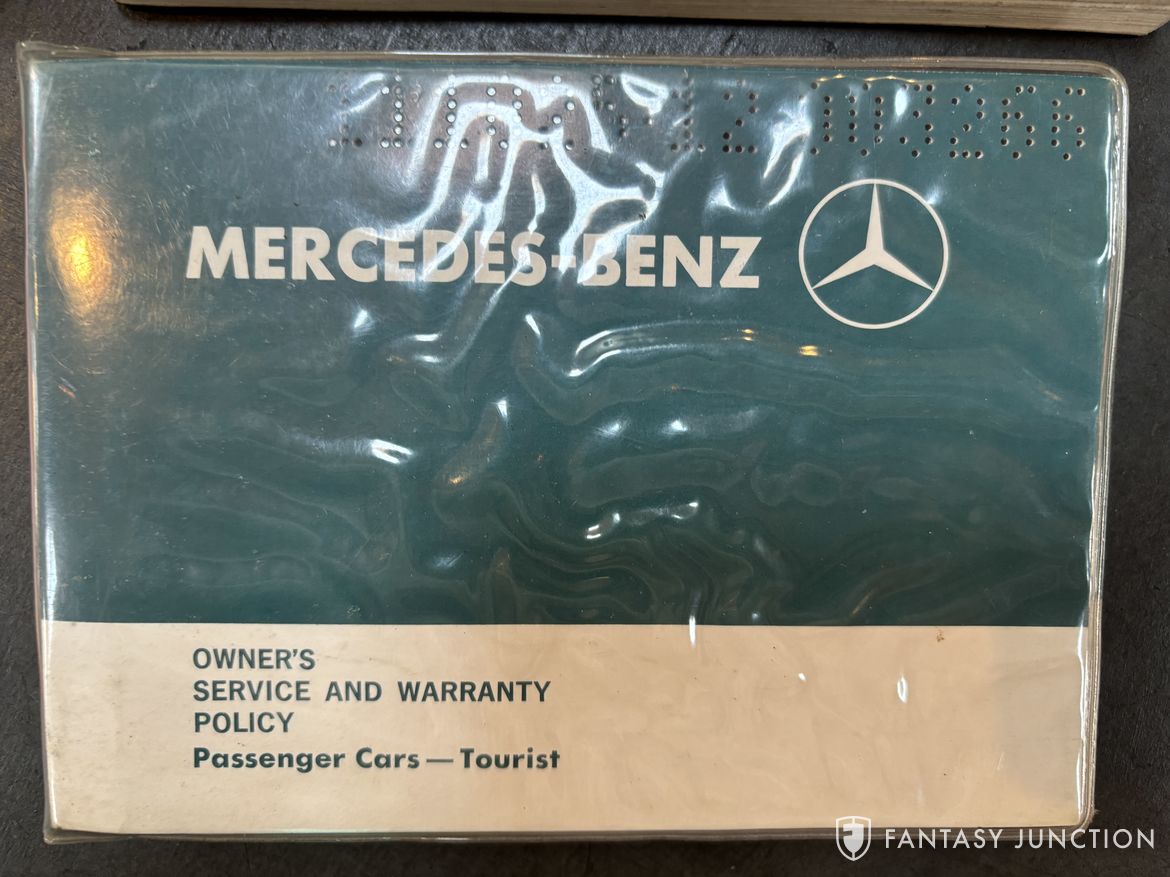 MERCEDES-BENZ
OWNER'S
SERVICE AND WARRANTY
POLICY
Passenger Cars — Tourist
FANTASY JUNCTION